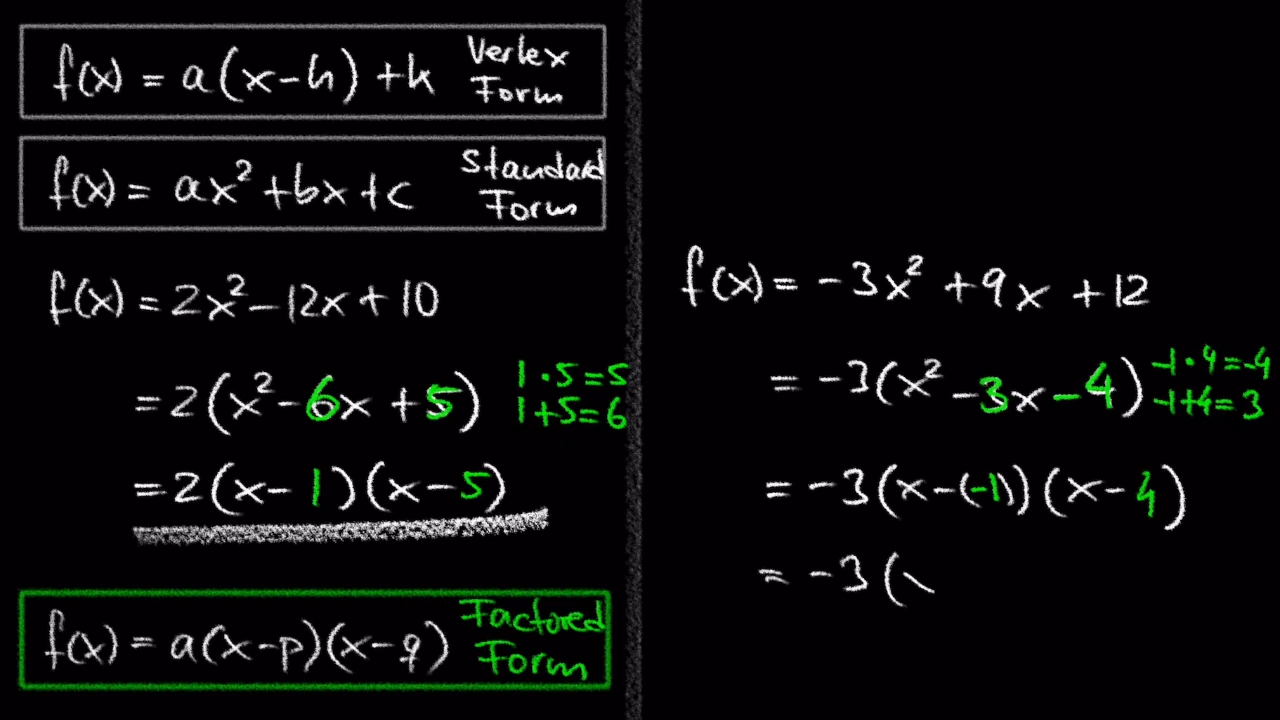 f(x) = a(x-h) + k Vertex Form
f(x) = ax² + bx + c Standard Form
f(x) = 2x² - 12x + 10
= 2(x² - 6x + 5) 1 · 5 = 5
1 + 5 = 6
= 2(x - 1)(x - 5)
f(x) = a(x-p)(x-q) Factored Form
f(x) = -3x² + 9x + 12
= -3(x² - 3x - 4) -1 · 4 = -4
-1 + 4 = 3
= -3(x - (-1))(x - 4)
= -3(